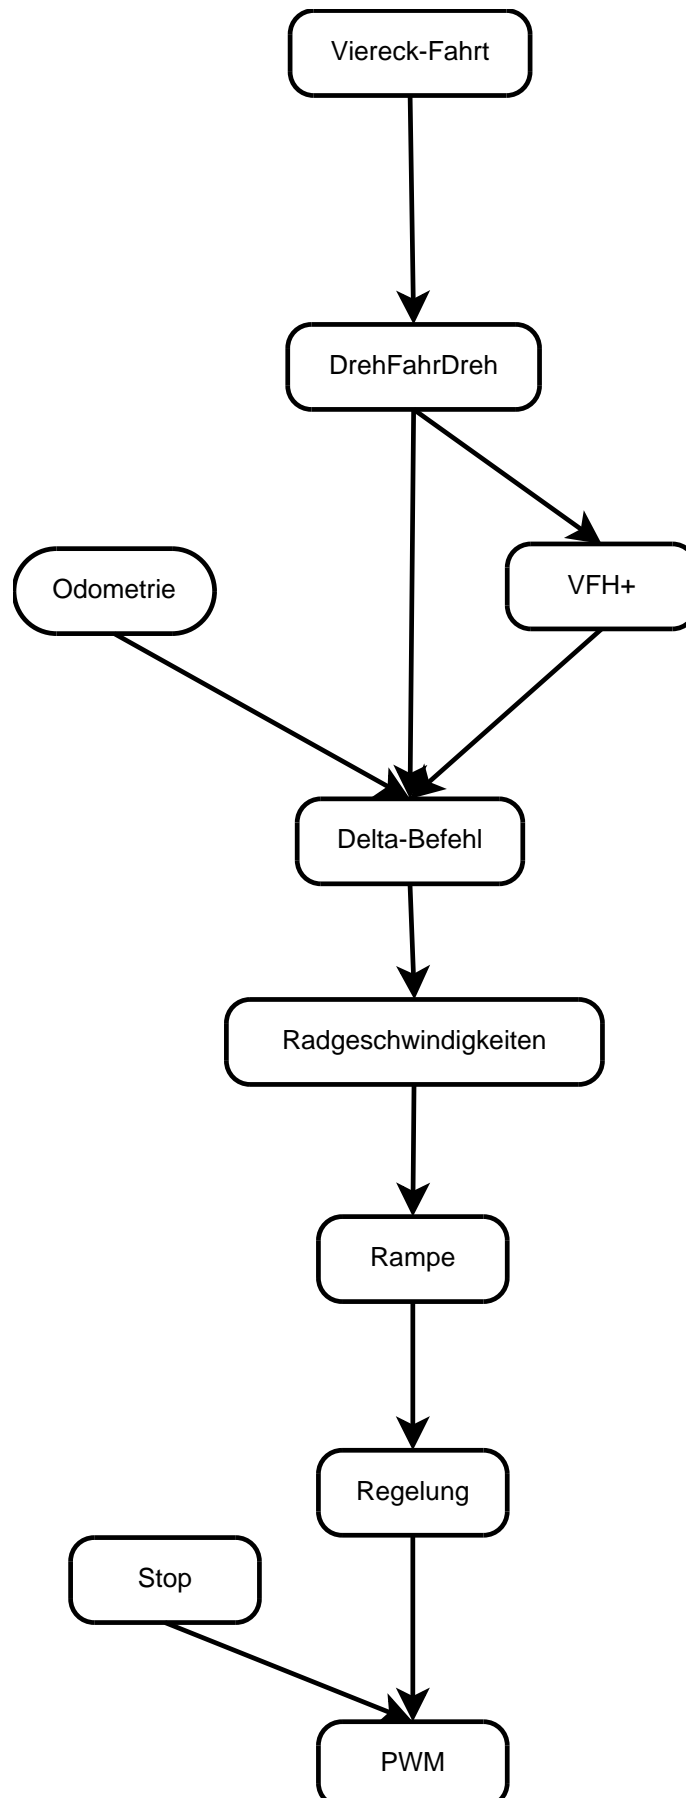 Viereck-Fahrt
DrehFahrDreh
VFH+
Odometrie
Delta-Befehl
Radgeschwindigkeiten
Rampe
Regelung
Stop
PWM